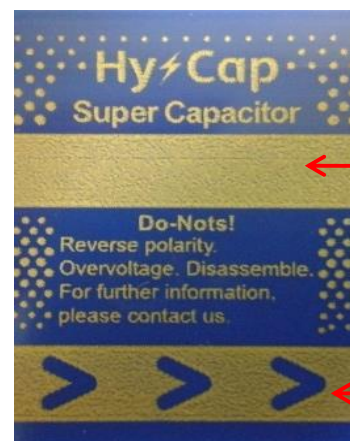 Hy⚡Cap
Super Capacitor
Do-Nots!
Reverse polarity.
Overvoltage. Disassemble.
For further information,
please contact us.